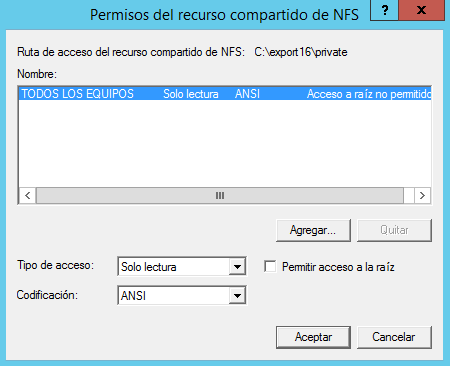 Permisos del recurso compartido de NFS
? x
Ruta de acceso del recurso compartido de NFS: C:\export16\private
Nombre:
TODOS LOS EQUIPOS Solo lectura ANSI Acceso a raíz no permitido
Agregar... Quitar
Tipo de acceso: Solo lectura Permitir acceso a la raíz
Codificación: ANSI
Aceptar Cancelar